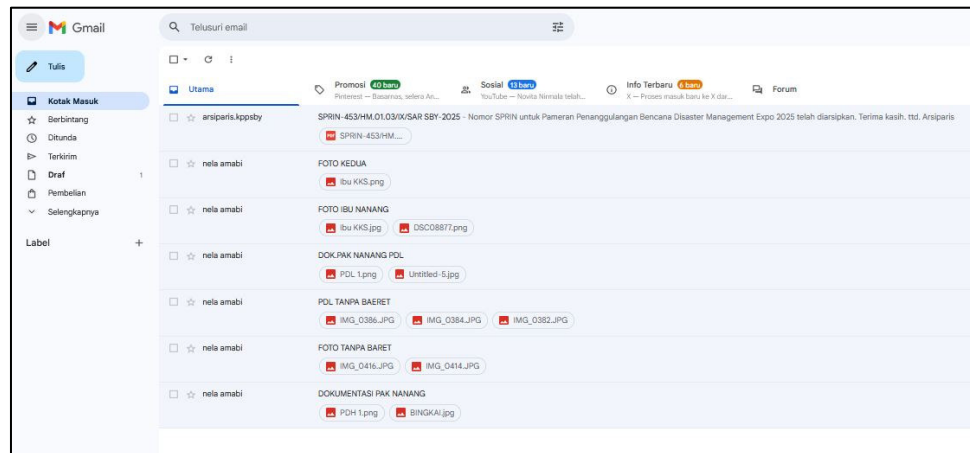 Gmail
Telusuri email
Tulis
Kotak Masuk
Berbintang
Ditunda
Terkirim
Draf 1
Pembelian
Selengkapnya
Label +
Utama
Promosi 40 baru
Pinterest — Basarnas, selera An...
Sosial 13 baru
YouTube — Novita Nirmala telah...
Info Terbaru 6 baru
X — Proses masuk baru ke X dar...
Forum
arsiparis.kppsby SPRIN-453/HM.01.03/IX/SAR SBY-2025 - Nomor SPRIN untuk Pameran Penanggulangan Bencana Disaster Management Expo 2025 telah diarsipkan. Terima kasih. ttd. Arsiparis
PDF SPRIN-453/HM....
nela amabi FOTO KEDUA
Ibu KKS.png
nela amabi FOTO IBU NANANG
Ibu KKS.jpg DSC08877.png
nela amabi DOK.PAK NANANG PDL
PDL 1.png Untitled-5.jpg
nela amabi PDL TANPA BAERET
IMG_0386.JPG IMG_0384.JPG IMG_0382.JPG
nela amabi FOTO TANPA BARET
IMG_0416.JPG IMG_0414.JPG
nela amabi DOKUMENTASI PAK NANANG
PDH 1.png BINGKAI.jpg